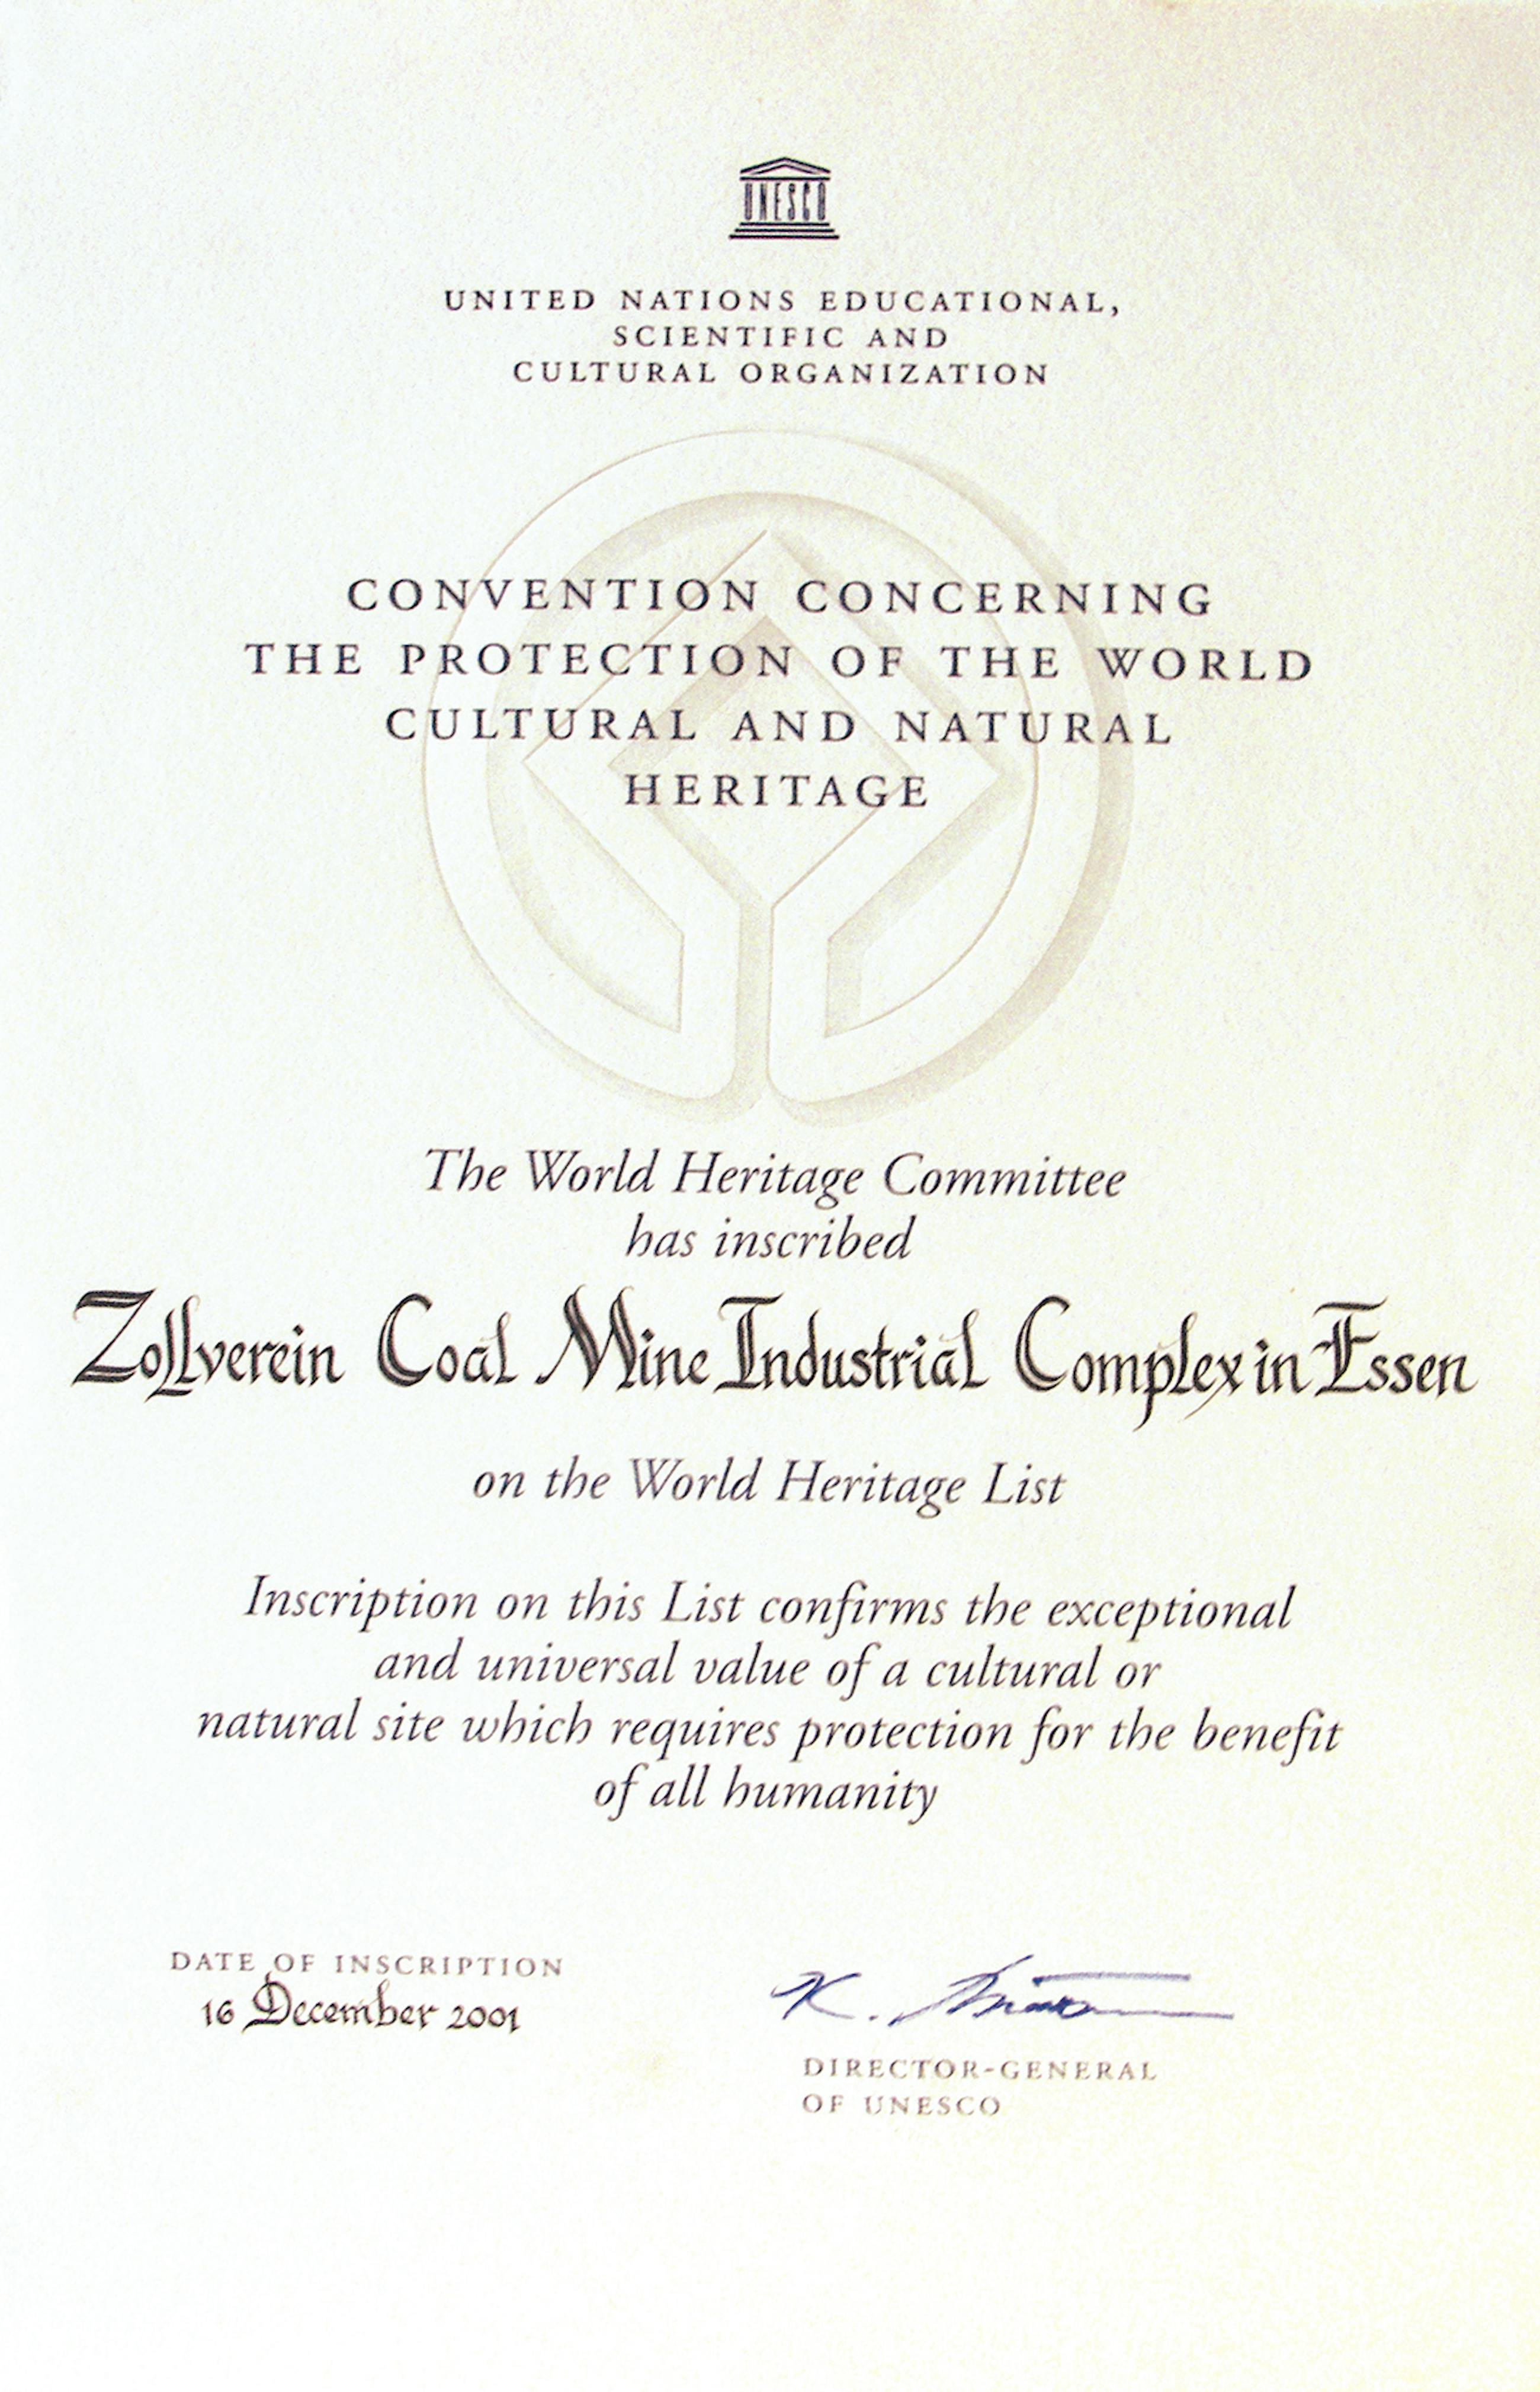 UNESCO
UNITED NATIONS EDUCATIONAL,
SCIENTIFIC AND
CULTURAL ORGANIZATION
CONVENTION CONCERNING
THE PROTECTION OF THE WORLD
CULTURAL AND NATURAL
HERITAGE
The World Heritage Committee
has inscribed
Zollverein Coal Mine Industrial Complex in Essen
on the World Heritage List
Inscription on this List confirms the exceptional
and universal value of a cultural or
natural site which requires protection for the benefit
of all humanity
DATE OF INSCRIPTION
16 December 2001
K.
DIRECTOR-GENERAL
OF UNESCO